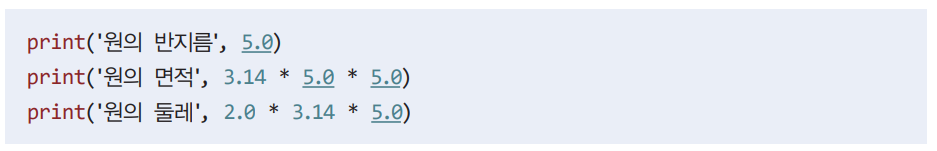 print('원의 반지름', 5.0)
print('원의 면적', 3.14 * 5.0 * 5.0)
print('원의 둘레', 2.0 * 3.14 * 5.0)